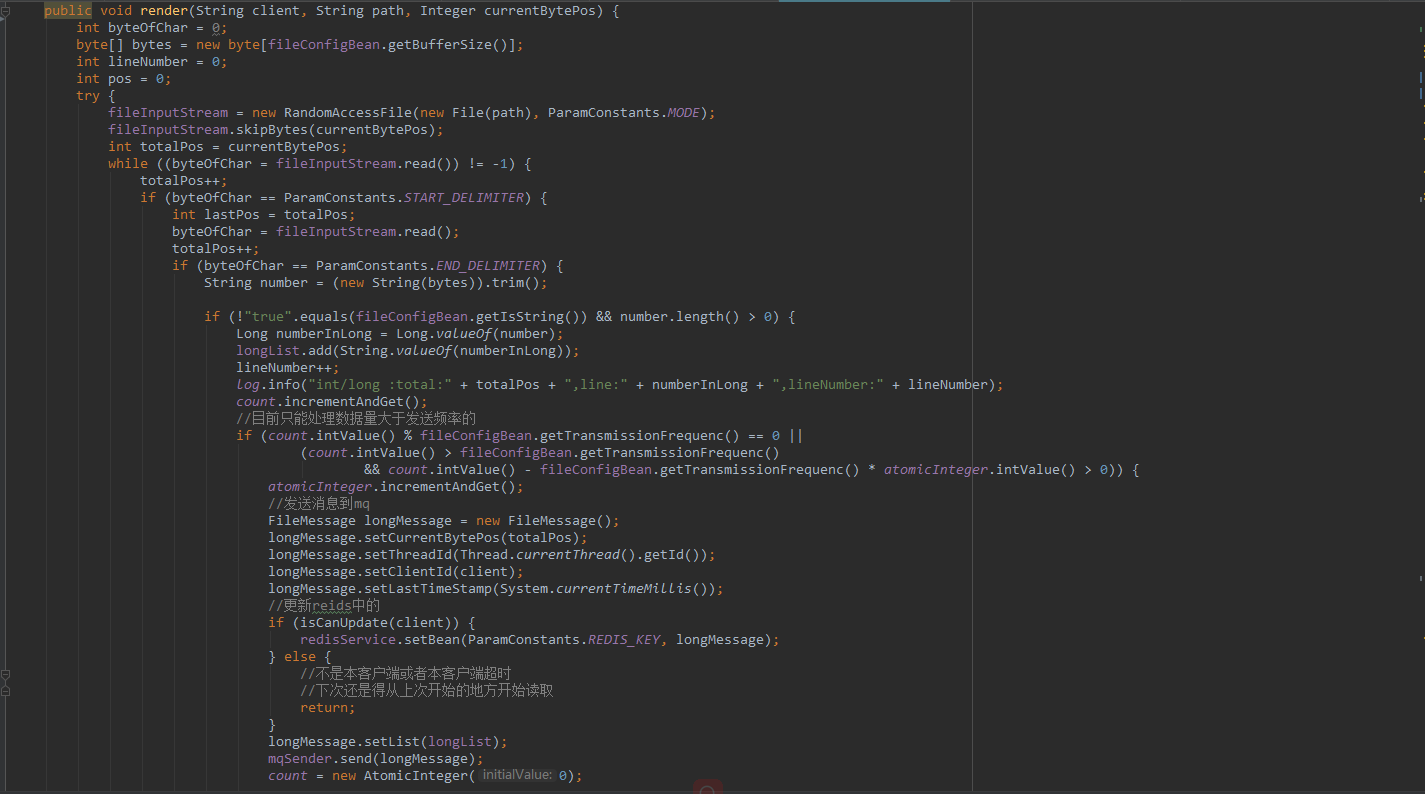 public void render(String client, String path, Integer currentBytePos) {
int byteOfChar = 0;
byte[] bytes = new byte[fileConfigBean.getBufferSize()];
int lineNumber = 0;
int pos = 0;
try {
fileInputStream = new RandomAccessFile(new File(path), ParamConstants.MODE);
fileInputStream.skipBytes(currentBytePos);
int totalPos = currentBytePos;
while ((byteOfChar = fileInputStream.read()) != -1) {
totalPos++;
if (byteOfChar == ParamConstants.START_DELIMITER) {
int lastPos = totalPos;
byteOfChar = fileInputStream.read();
totalPos++;
if (byteOfChar == ParamConstants.END_DELIMITER) {
String number = (new String(bytes)).trim();
if (!"true".equals(fileConfigBean.getIsString()) && number.length() > 0) {
Long numberInLong = Long.valueOf(number);
longList.add(String.valueOf(numberInLong));
lineNumber++;
log.info("int/long :total:" + totalPos + ",line:" + numberInLong + ",lineNumber:" + lineNumber);
count.incrementAndGet();
//目前只能处理数据量大于发送频率的
if (count.intValue() % fileConfigBean.getTransmissionFrequenc() == 0 ||
(count.intValue() > fileConfigBean.getTransmissionFrequenc()
&& count.intValue() - fileConfigBean.getTransmissionFrequenc() * atomicInteger.intValue() > 0)) {
atomicInteger.incrementAndGet();
//发送消息到mq
FileMessage longMessage = new FileMessage();
longMessage.setCurrentBytePos(totalPos);
longMessage.setThreadId(Thread.currentThread().getId());
longMessage.setClientId(client);
longMessage.setLastTimeStamp(System.currentTimeMillis());
//更新reids中的
if (isCanUpdate(client)) {
redisService.setBean(ParamConstants.REDIS_KEY, longMessage);
} else {
//不是本客户端或者本客户端超时
//下次还是得从上次开始的地方开始读取
return;
}
longMessage.setList(longList);
mqSender.send(longMessage);
count = new AtomicInteger( initialValue: 0);